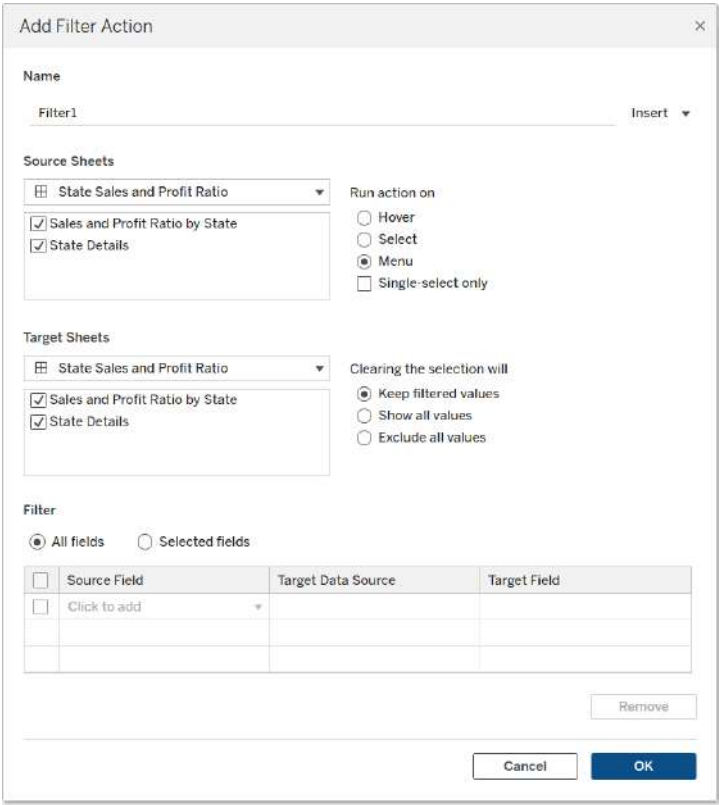 Add Filter Action
Name
Filter1
Insert
Source Sheets
State Sales and Profit Ratio
Sales and Profit Ratio by State
State Details
Run action on
Hover
Select
Menu
Single-select only
Target Sheets
State Sales and Profit Ratio
Sales and Profit Ratio by State
State Details
Clearing the selection will
Keep filtered values
Show all values
Exclude all values
Filter
All fields
Selected fields
Source Field
Target Data Source
Target Field
Click to add
Remove
Cancel
OK